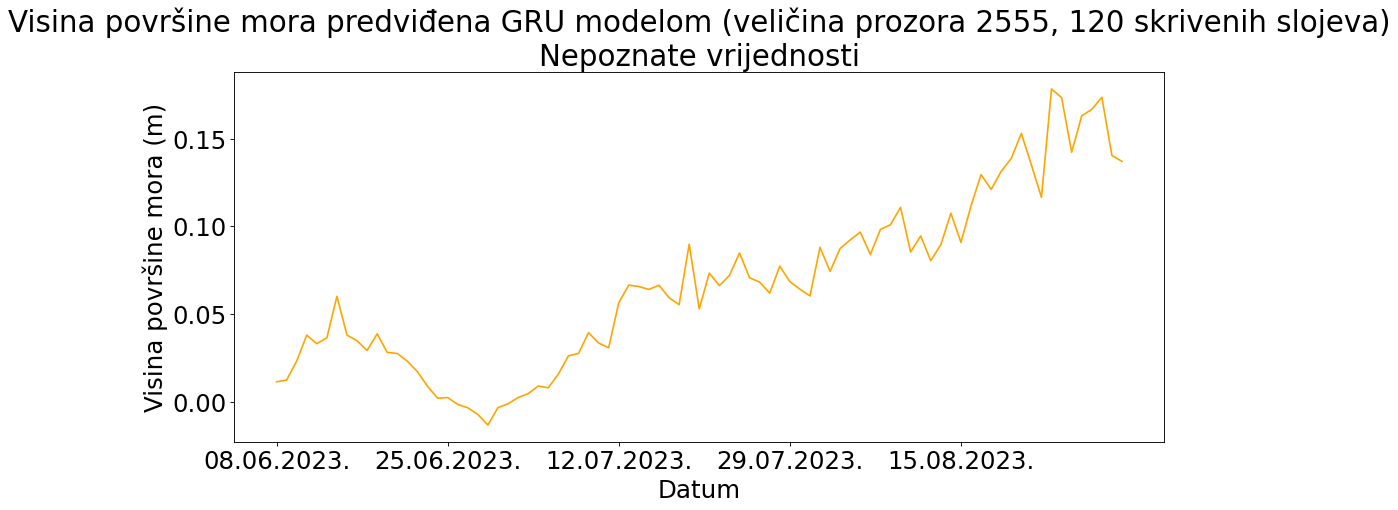 Visina površine mora predviđena GRU modelom (veličina prozora 2555, 120 skrivenih slojeva)
Nepoznate vrijednosti
Visina površine mora (m)
0.15
0.10
0.05
0.00
08.06.2023.
25.06.2023.
12.07.2023.
29.07.2023.
15.08.2023.
Datum